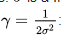 γ = 1/(2σ²)